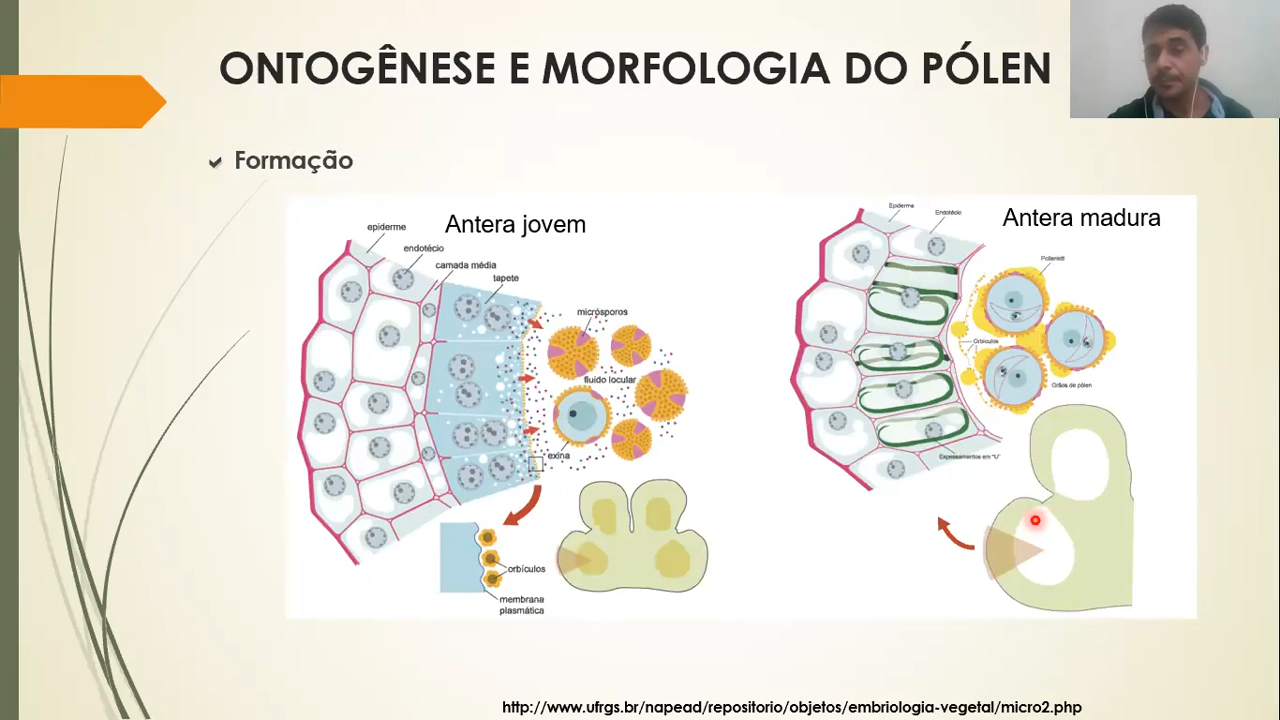 ONTOGÊNESE E MORFOLOGIA DO PÓLEN
Formação
Antera jovem
epiderme
endotécio
camada média
tapete
micrósporos
fluido locular
exina
orbículos
membrana
plasmática
Antera madura
Epiderme
Endotécio
Pollenkitt
Orbículos
Grãos de pólen
Espessamentos em "U"
http://www.ufrgs.br/napead/repositorio/objetos/embriologia-vegetal/micro2.php